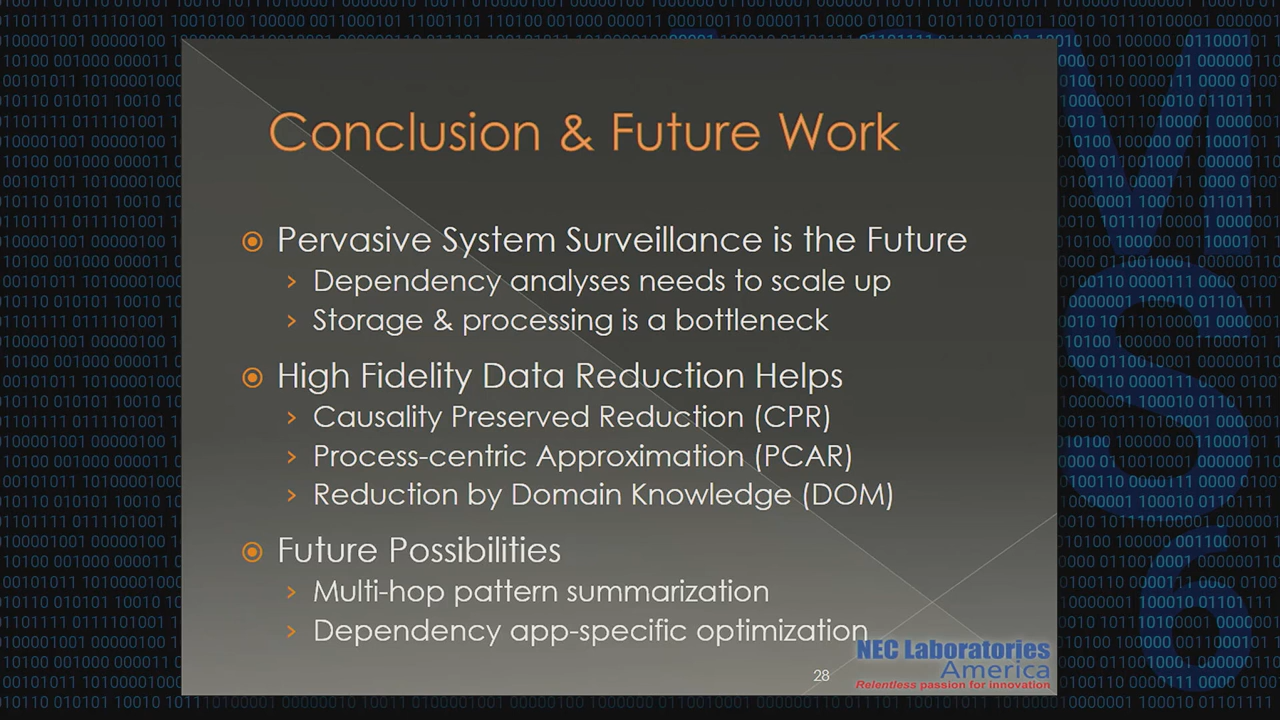 Conclusion & Future Work
Pervasive System Surveillance is the Future
Dependency analyses needs to scale up
Storage & processing is a bottleneck
High Fidelity Data Reduction Helps
Causality Preserved Reduction (CPR)
Process-centric Approximation (PCAR)
Reduction by Domain Knowledge (DOM)
Future Possibilities
Multi-hop pattern summarization
Dependency app-specific optimization
NEC Laboratories
America
Relentless passion for innovation
28